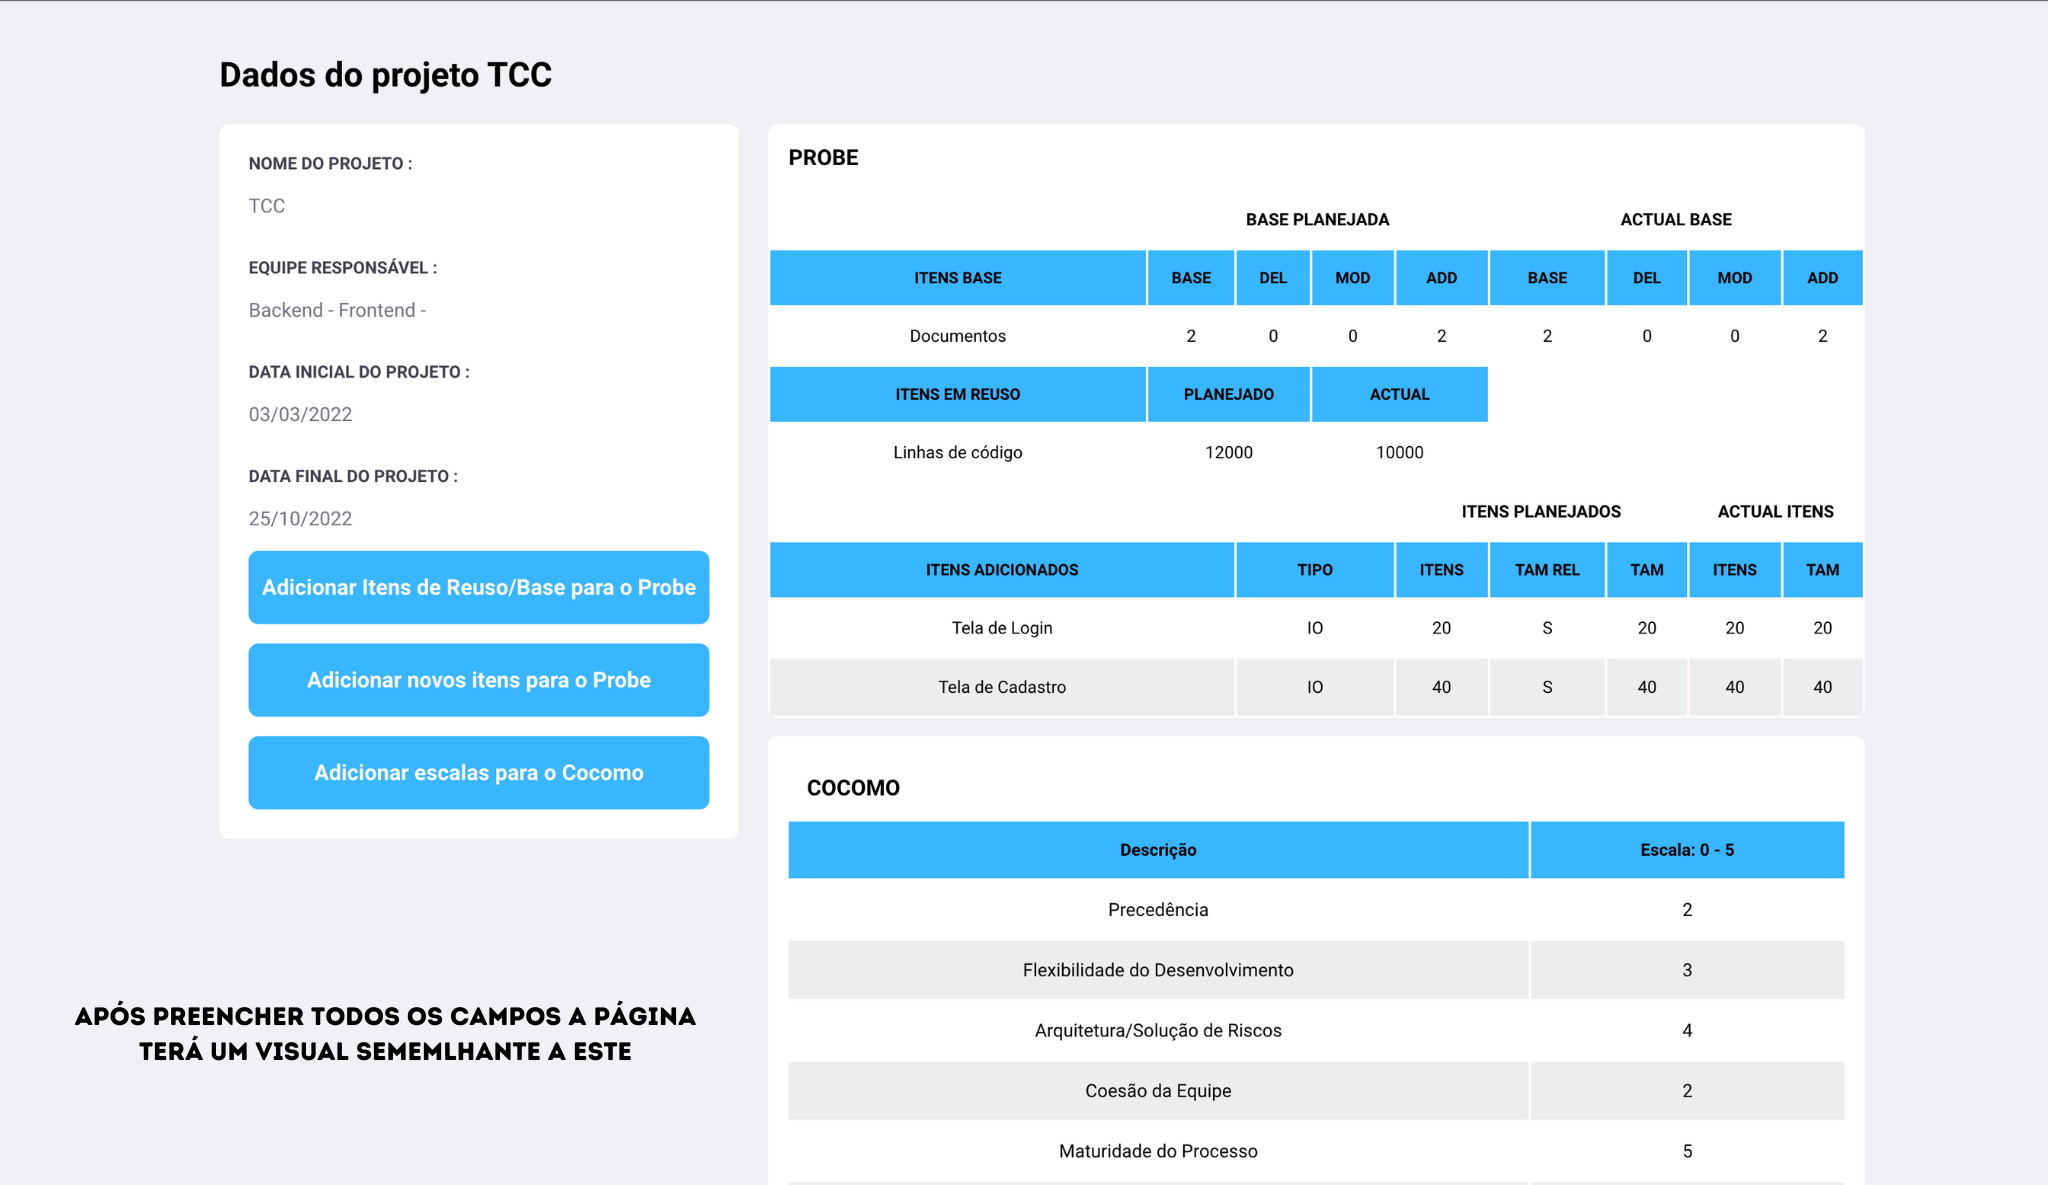 Dados do projeto TCC
NOME DO PROJETO :
TCC
EQUIPE RESPONSÁVEL :
Backend - Frontend -
DATA INICIAL DO PROJETO :
03/03/2022
DATA FINAL DO PROJETO :
25/10/2022
Adicionar Itens de Reuso/Base para o Probe
Adicionar novos itens para o Probe
Adicionar escalas para o Cocomo
APÓS PREENCHER TODOS OS CAMPOS A PÁGINA
TERÁ UM VISUAL SEMEMLHANTE A ESTE
PROBE
BASE PLANEJADA ACTUAL BASE
ITENS BASE BASE DEL MOD ADD BASE DEL MOD ADD
Documentos 2 0 0 2 2 0 0 2
ITENS EM REUSO PLANEJADO ACTUAL
Linhas de código 12000 10000
ITENS PLANEJADOS ACTUAL ITENS
ITENS ADICIONADOS TIPO ITENS TAM REL TAM ITENS TAM
Tela de Login IO 20 S 20 20 20
Tela de Cadastro IO 40 S 40 40 40
COCOMO
Descrição Escala: 0 - 5
Precedência 2
Flexibilidade do Desenvolvimento 3
Arquitetura/Solução de Riscos 4
Coesão da Equipe 2
Maturidade do Processo 5